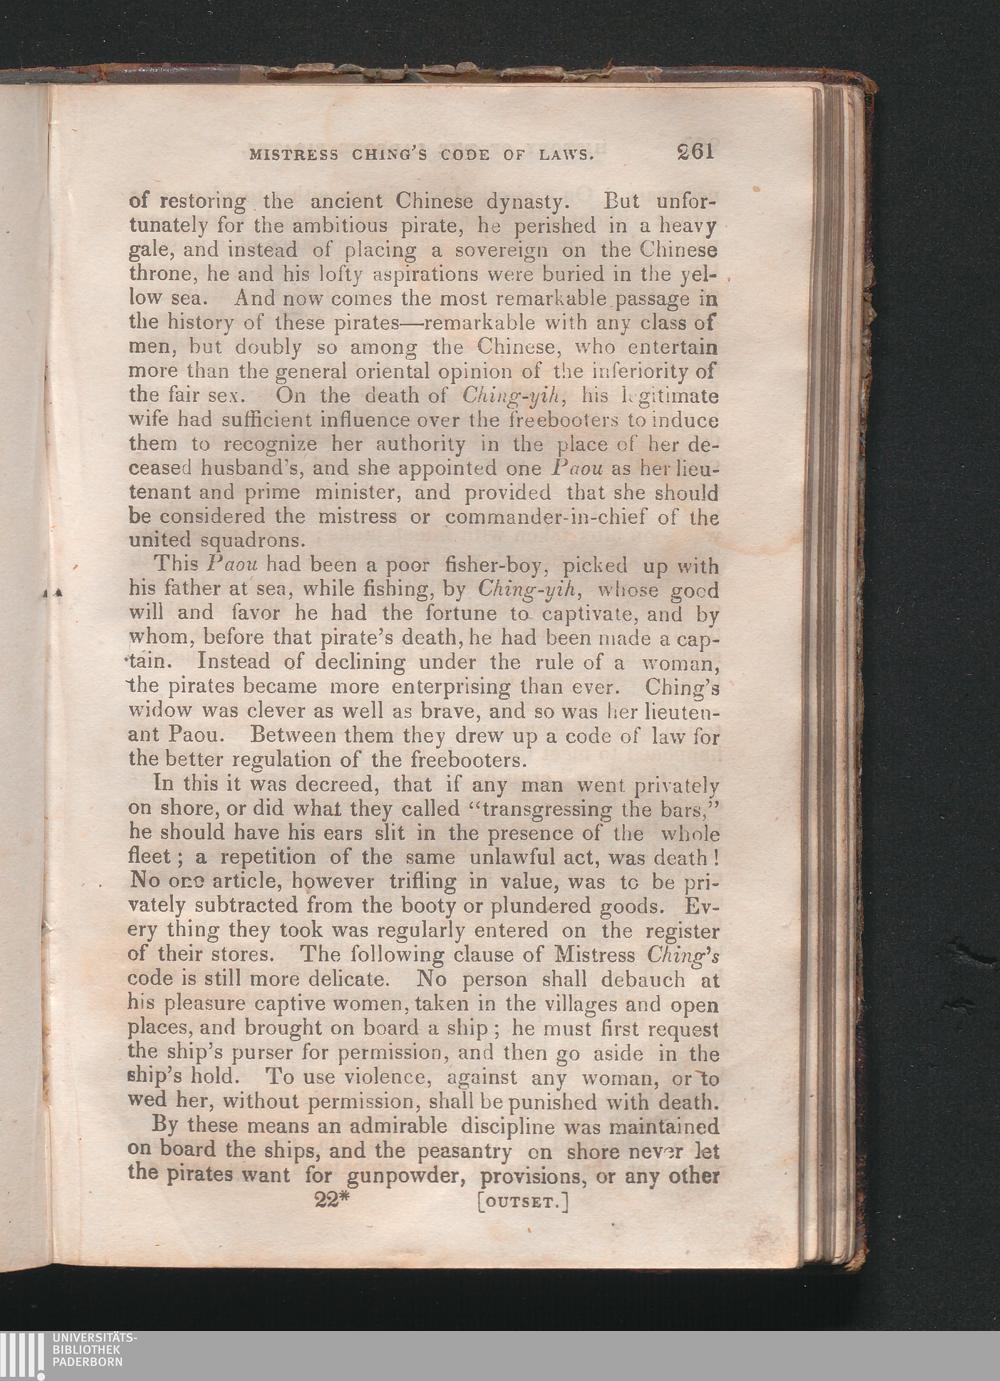 MISTRESS CHING'S CODE OF LAWS. 261
of restoring the ancient Chinese dynasty. But unfor-
tunately for the ambitious pirate, he perished in a heavy
gale, and instead of placing a sovereign on the Chinese
throne, he and his lofty aspirations were buried in the yel-
low sea. And now comes the most remarkable passage in
the history of these pirates—remarkable with any class of
men, but doubly so among the Chinese, who entertain
more than the general oriental opinion of the inferiority of
the fair sex. On the death of Ching-yih, his legitimate
wife had sufficient influence over the freebooters to induce
them to recognize her authority in the place of her de-
ceased husband's, and she appointed one Paou as her lieu-
tenant and prime minister, and provided that she should
be considered the mistress or commander-in-chief of the
united squadrons.
This Paou had been a poor fisher-boy, picked up with
his father at sea, while fishing, by Ching-yih, whose good
will and favor he had the fortune to captivate, and by
whom, before that pirate's death, he had been made a cap-
tain. Instead of declining under the rule of a woman,
the pirates became more enterprising than ever. Ching's
widow was clever as well as brave, and so was her lieuten-
ant Paou. Between them they drew up a code of law for
the better regulation of the freebooters.
In this it was decreed, that if any man went privately
on shore, or did what they called "transgressing the bars,"
he should have his ears slit in the presence of the whole
fleet; a repetition of the same unlawful act, was death!
No one article, however trifling in value, was to be pri-
vately subtracted from the booty or plundered goods. Ev-
ery thing they took was regularly entered on the register
of their stores. The following clause of Mistress Ching's
code is still more delicate. No person shall debauch at
his pleasure captive women, taken in the villages and open
places, and brought on board a ship; he must first request
the ship's purser for permission, and then go aside in the
ship's hold. To use violence, against any woman, or to
wed her, without permission, shall be punished with death.
By these means an admirable discipline was maintained
on board the ships, and the peasantry on shore never let
the pirates want for gunpowder, provisions, or any other
22* [OUTSET.]
UNIVERSITÄTS-
BIBLIOTHEK
PADERBORN